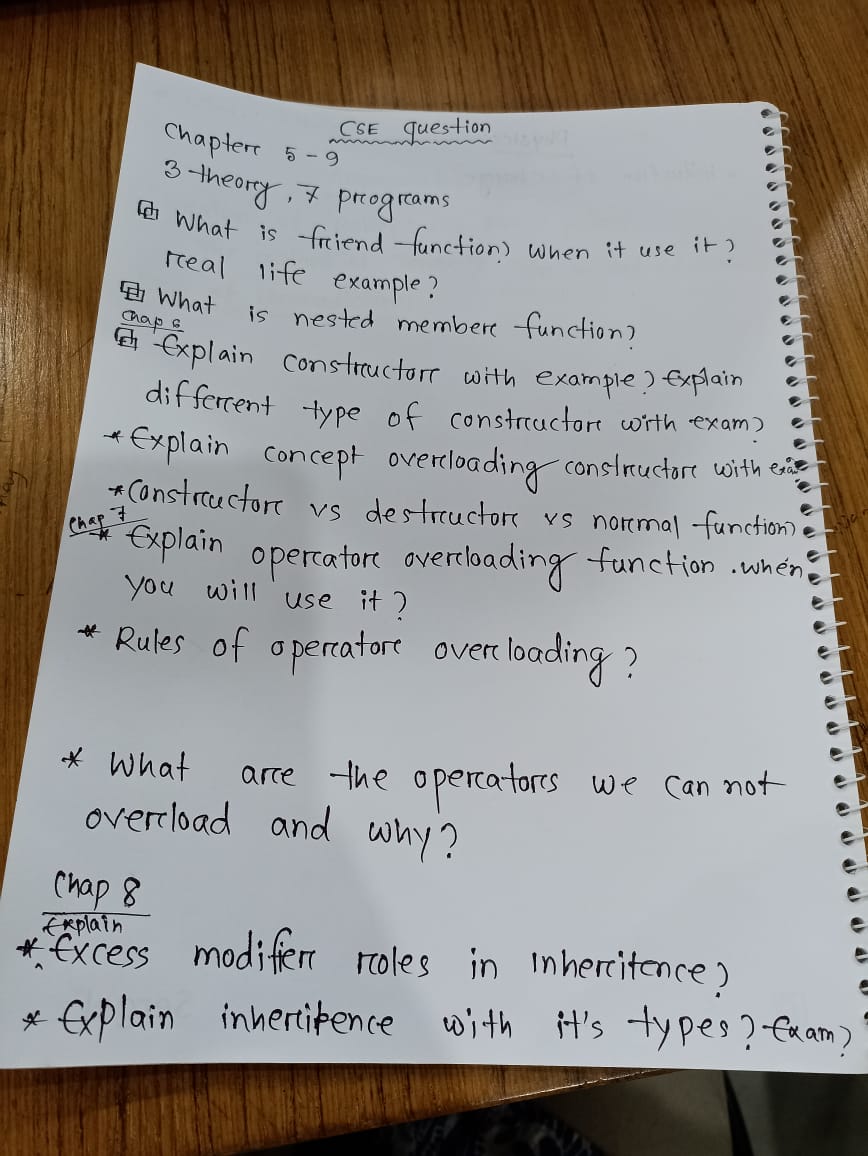 CSE question
Chapterr 5-9
3-theory, 7 programs
What is friend function? when it use it?
real life example?
What is nested member function?
Chap 6
Explain constructor with example? Explain
different type of constructor with exam?
* Explain concept overloading constructor with exa
* Constructor vs destructor vs normal function?
Chap 7
* Explain operator overloading function. when
you will use it?
* Rules of operator overloading?
* What are the operators we can not
overload and why?
Chap 8
Explain
* Excess modifier roles in inheritence?
* Explain inheritence with it's types? Exam?